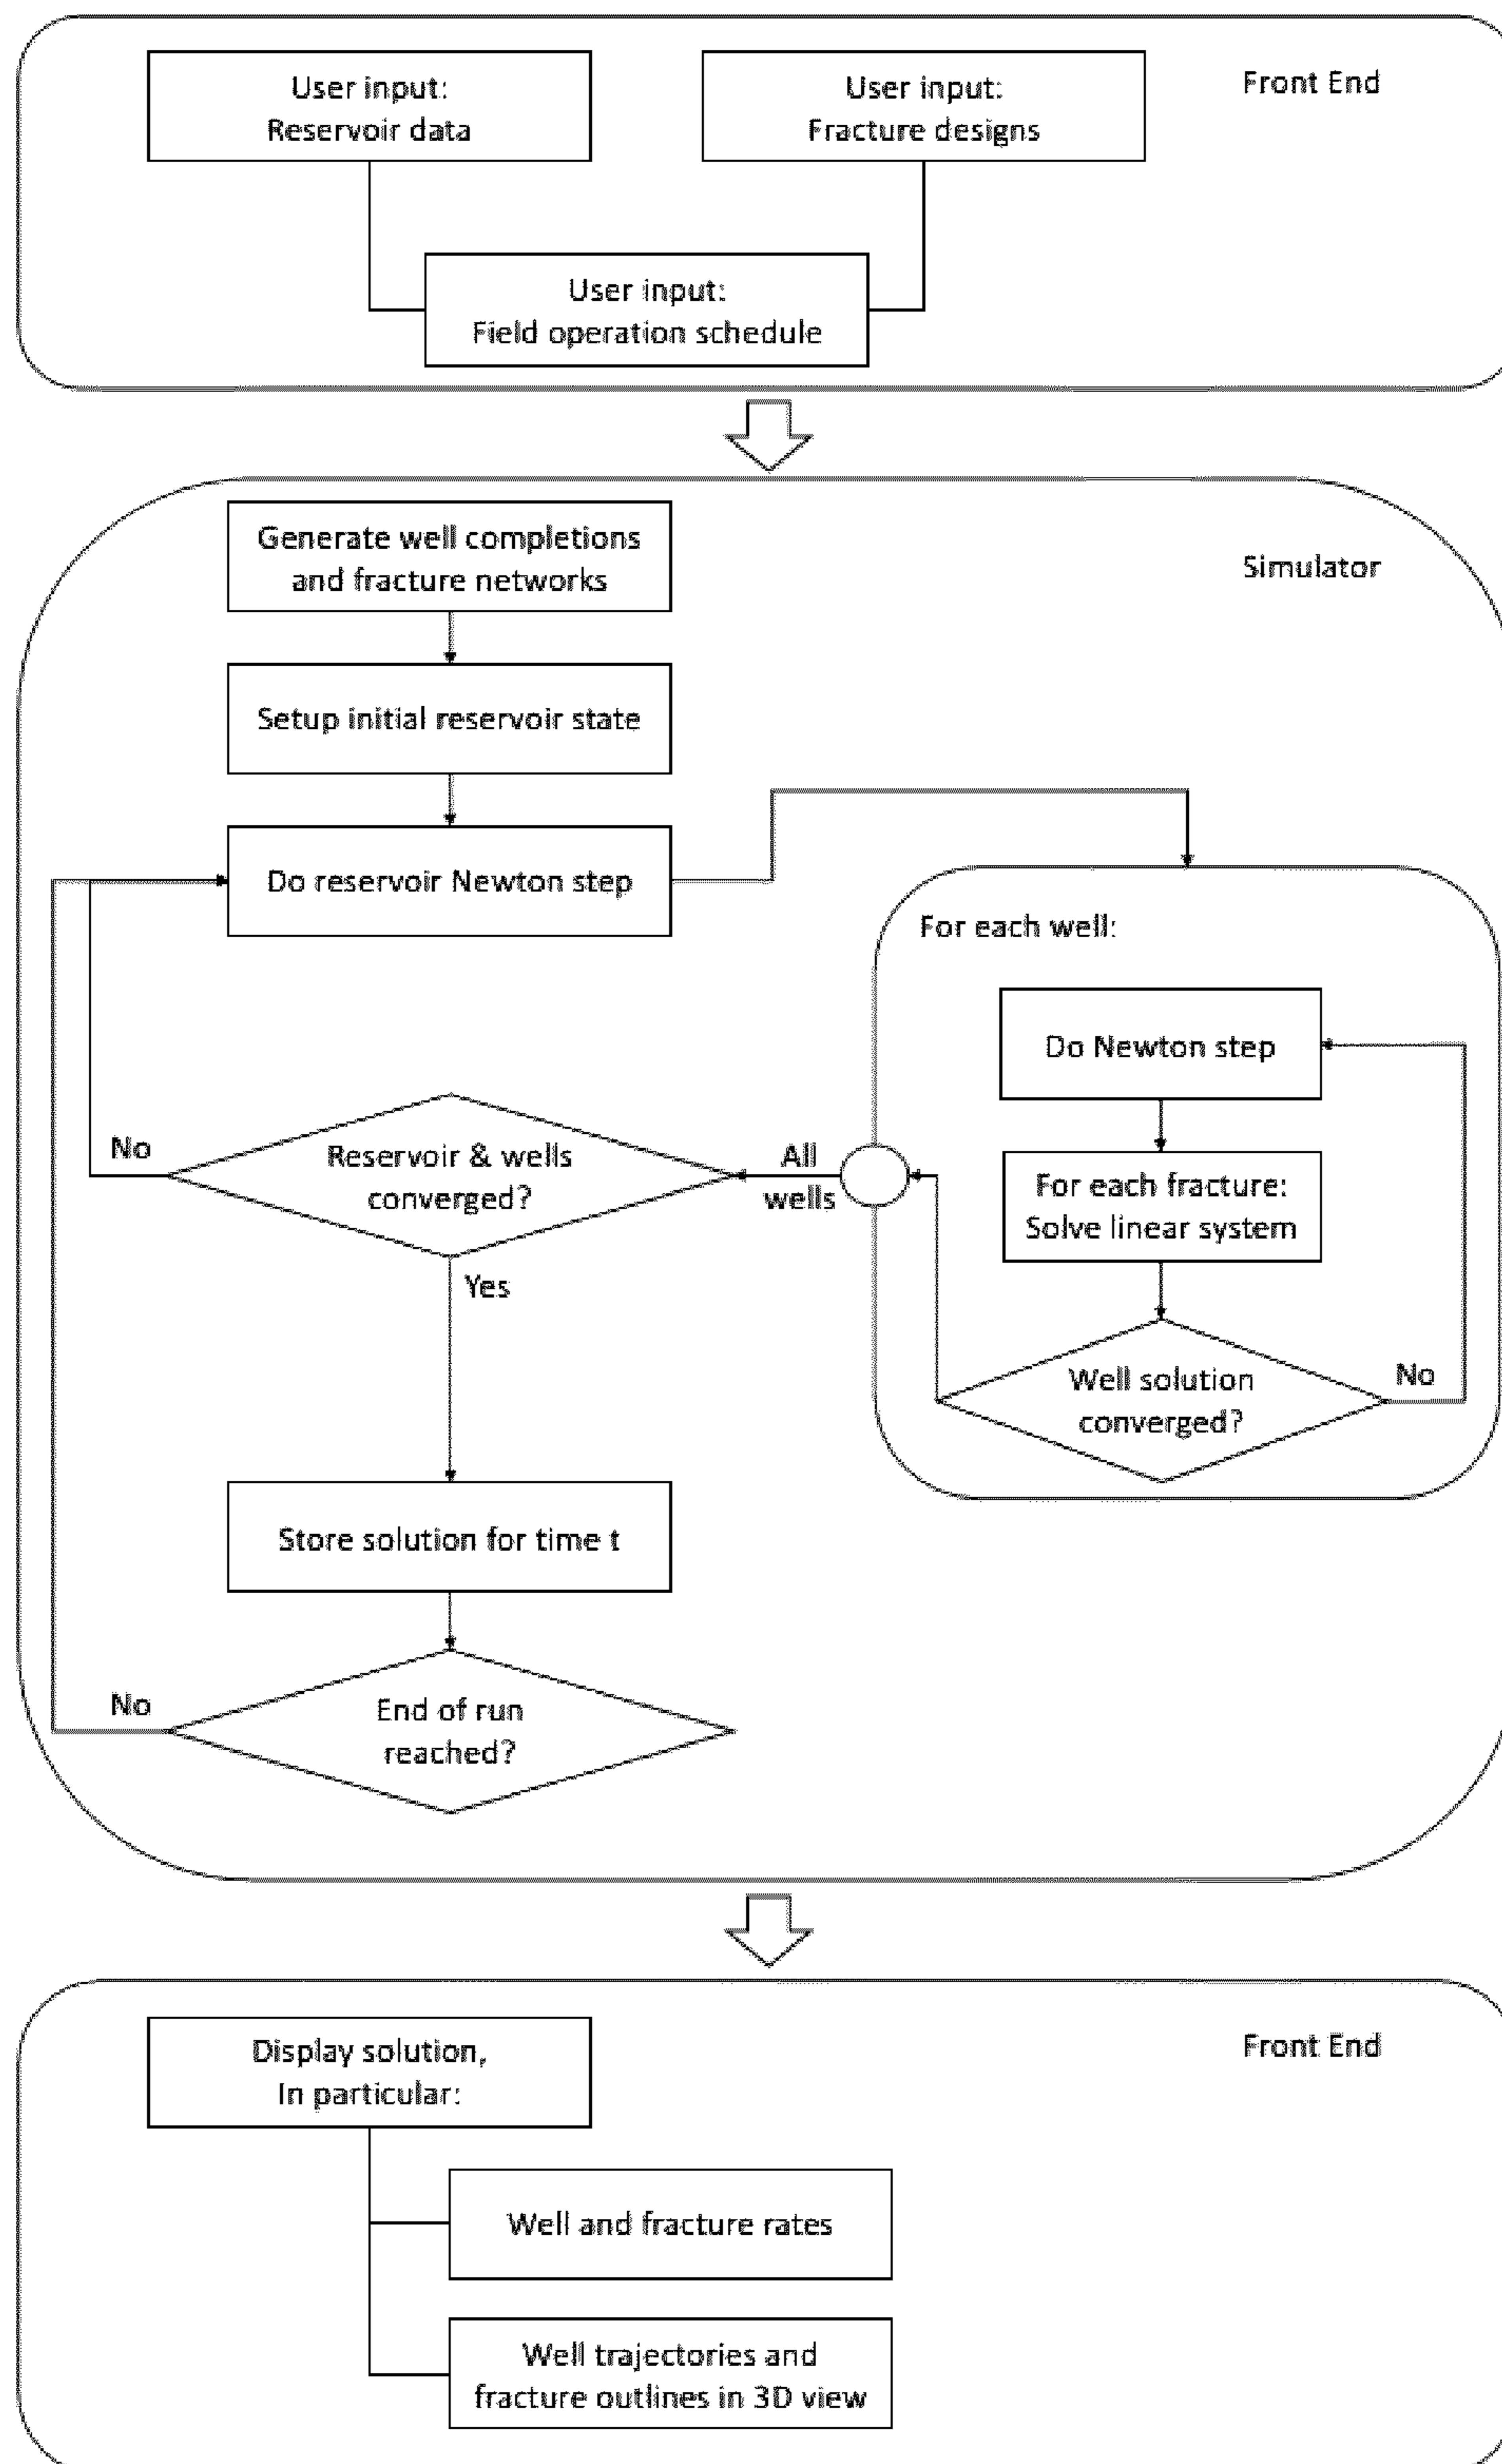 User input:
Reservoir data
User input:
Fracture designs
Front End
User input:
Field operation schedule
Generate well completions
and fracture networks
Simulator
Setup initial reservoir state
Do reservoir Newton step
For each well:
Do Newton step
For each fracture:
Solve linear system
Well solution
converged?
No
All
wells
Reservoir & wells
converged?
No
Yes
Store solution for time t
End of run
reached?
No
Display solution,
In particular:
Front End
Well and fracture rates
Well trajectories and
fracture outlines in 3D view